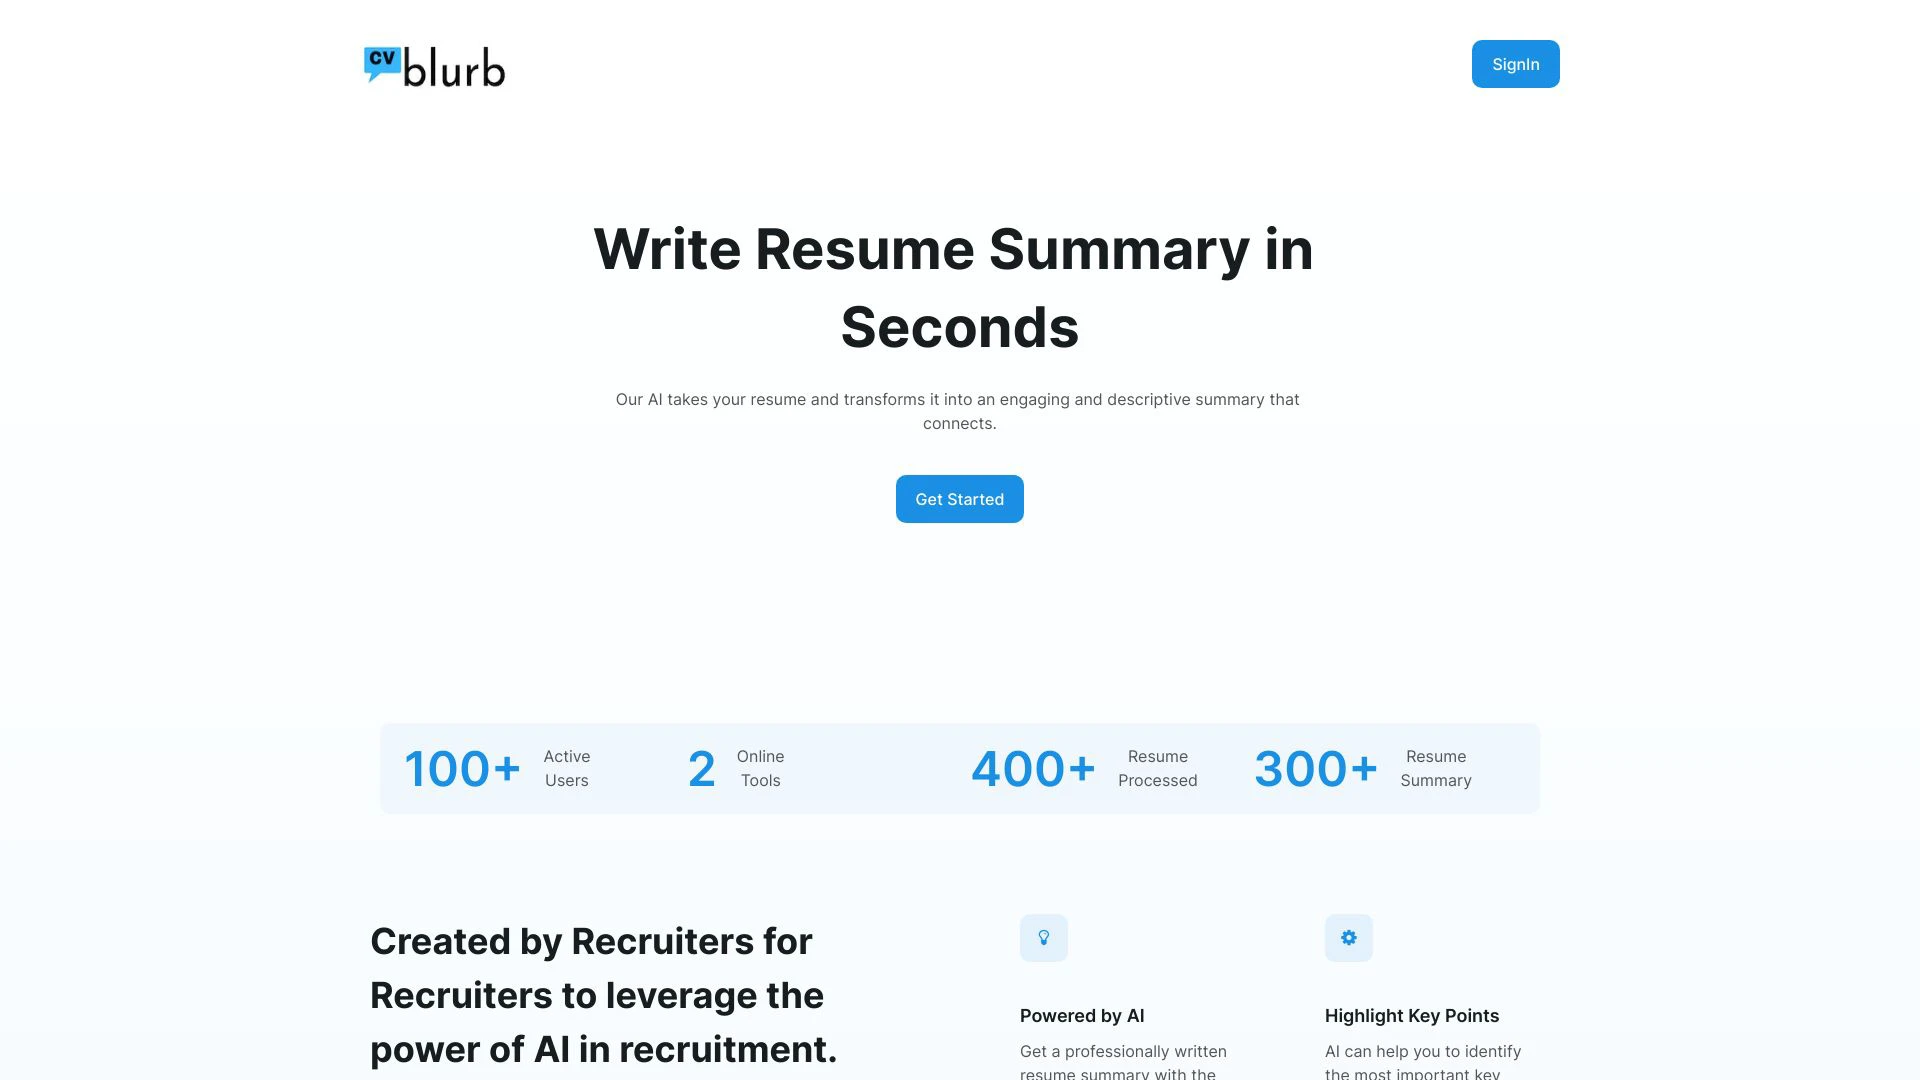 CV blurb
SignIn
Write Resume Summary in
Seconds
Our AI takes your resume and transforms it into an engaging and descriptive summary that
connects.
Get Started
100+
Active
Users
2
Online
Tools
400+
Resume
Processed
300+
Resume
Summary
Created by Recruiters for
Recruiters to leverage the
power of AI in recruitment.
Powered by AI
Get a professionally written
resume summary with the
Highlight Key Points
AI can help you to identify
the most important key